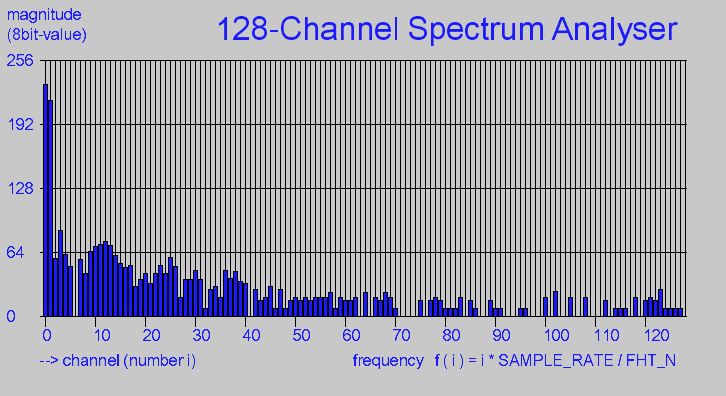 magnitude
(8bit-value)
128-Channel Spectrum Analyser
256
192
128
64
0
0 10 20 30 40 50 60 70 80 90 100 110 120
--> channel (number i) frequency f ( i ) = i * SAMPLE_RATE / FHT_N